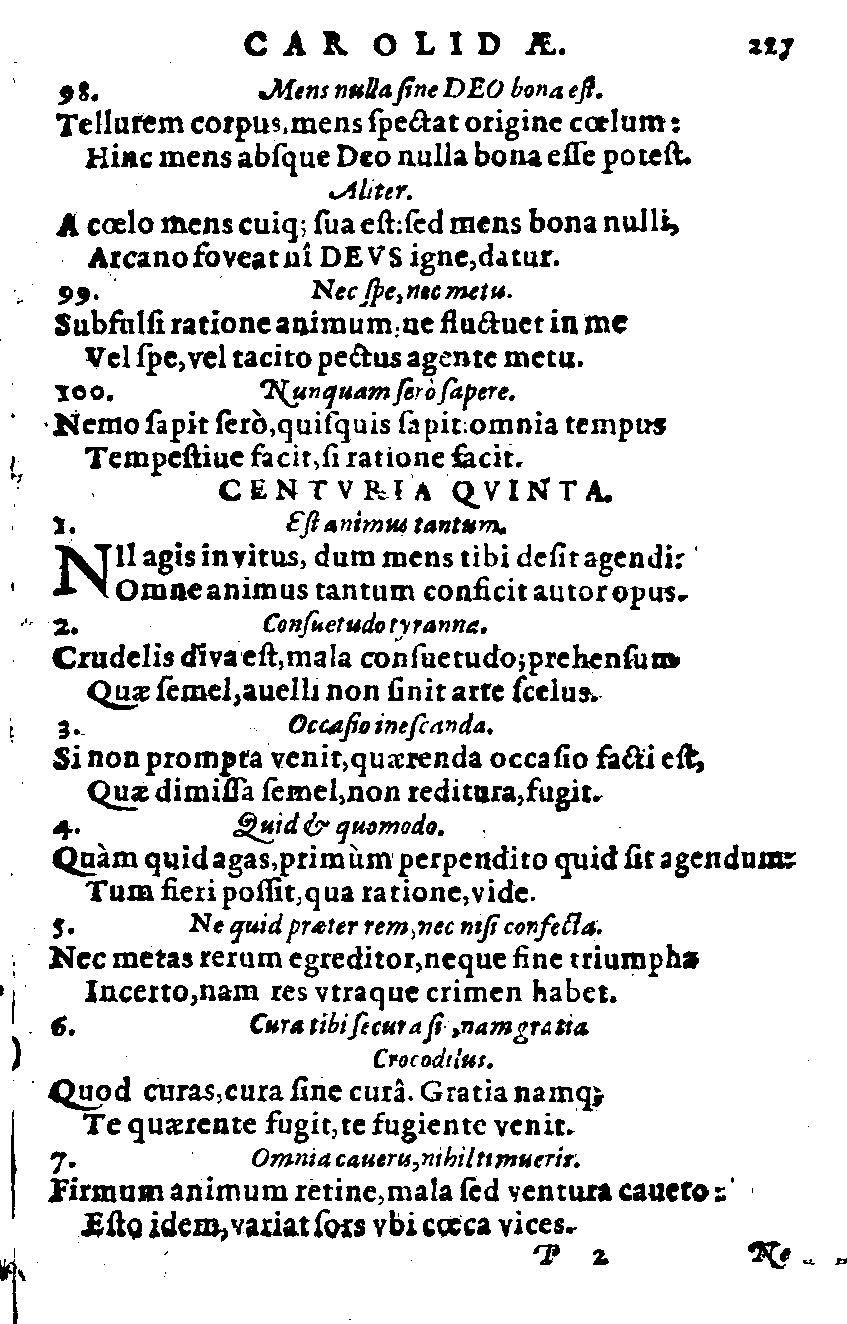 CAROLIDÆ. 227
98. Mens nulla ſine DEO bona eſt.
Tellurem corpus, mens ſpectat origine cœlum:
Hinc mens abſque Deo nulla bona eſſe poteſt.
Aliter.
A cœlo mens cuiq; ſua eſt: ſed mens bona nulli,
Arcano foveat nî DEVS igne, datur.
99. Nec ſpe, nec metu.
Subfulſi ratione animum: ne fluctuet in me
Vel ſpe, vel tacito pectus agente metu.
100. Nunquam ſerò ſapere.
Nemo ſapit ſerò, quiſquis ſapit: omnia tempus
Tempeſtiue facit, ſi ratione facit.
CENTVRIA QVINTA.
1. Eſt animus tantum.
NIl agis invitus, dum mens tibi deſit agendi:
Omne animus tantum conficit autor opus.
2. Conſuetudo tyranna.
Crudelis diva eſt, mala conſuetudo; prehenſum
Quæ ſemel, auelli non ſinit arte ſcelus.
3. Occaſio ineſcanda.
Si non prompta venit, quærenda occaſio facti eſt,
Quæ dimiſſa ſemel, non reditura, fugit.
4. Quid & quomodo.
Quàm quid agas, primùm perpendito quid ſit agendum:
Tum fieri poſſit, qua ratione, vide.
5. Ne quid præter rem, nec niſi confecta.
Nec metas rerum egreditor, neque fine triumpha
Incerto, nam res vtraque crimen habet.
6. Cura tibi ſecura ſi, nam gratia
Crocodilus.
Quod curas, cura ſine curâ. Gratia namq;
Te quærente fugit, te fugiente venit.
7. Omnia caueris, nihil timueris.
Firmum animum retine, mala ſed ventura caueto:
Eſto idem, variat ſors vbi cœca vices.
P 2 Ne